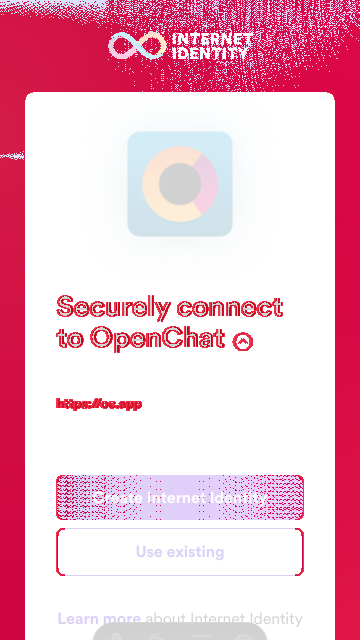 INTERNET
IDENTITY
Securely connect
to OpenChat
https://oc.app
Create Internet Identity
Use existing
Learn more about Internet Identity